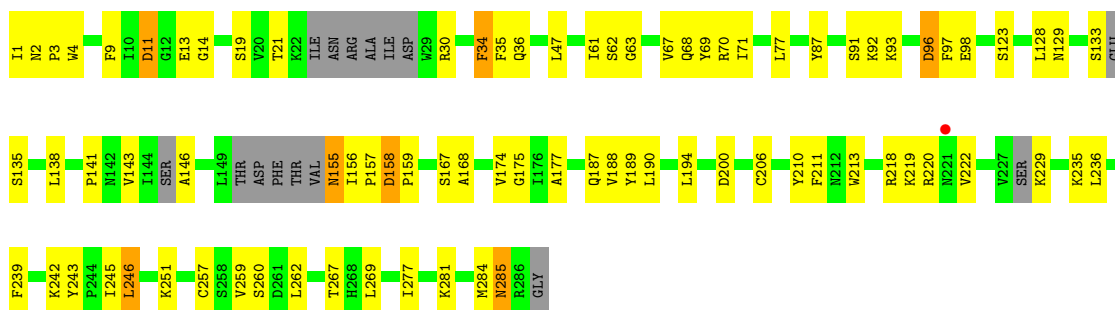 I1 N2 P3 W4 F9 I10 D11 G12 E13 G14 S19 V20 T21 K22 ILE ASN ARG ALA ILE ASP W29 R30 F34 F35 Q36 L47 I61 S62 G63 V67 Q68 Y69 R70 I71 L77 Y87 S91 K92 K93 D96 F97 E98 S123 L128 N129 S133 GLU
S135 L138 P141 N142 V143 I144 SER A146 L149 THR ASP PHE THR VAL N155 I156 P157 D158 P159 S167 A168 V174 G175 I176 A177 Q187 V188 Y189 L190 L194 D200 C206 Y210 F211 N212 W213 R218 K219 R220 N221 V222 V227 SER K229 K235 L236
F239 K242 Y243 P244 I245 L246 K251 C257 S258 V259 S260 D261 L262 T267 H268 L269 I277 K281 M284 N285 R286 GLY